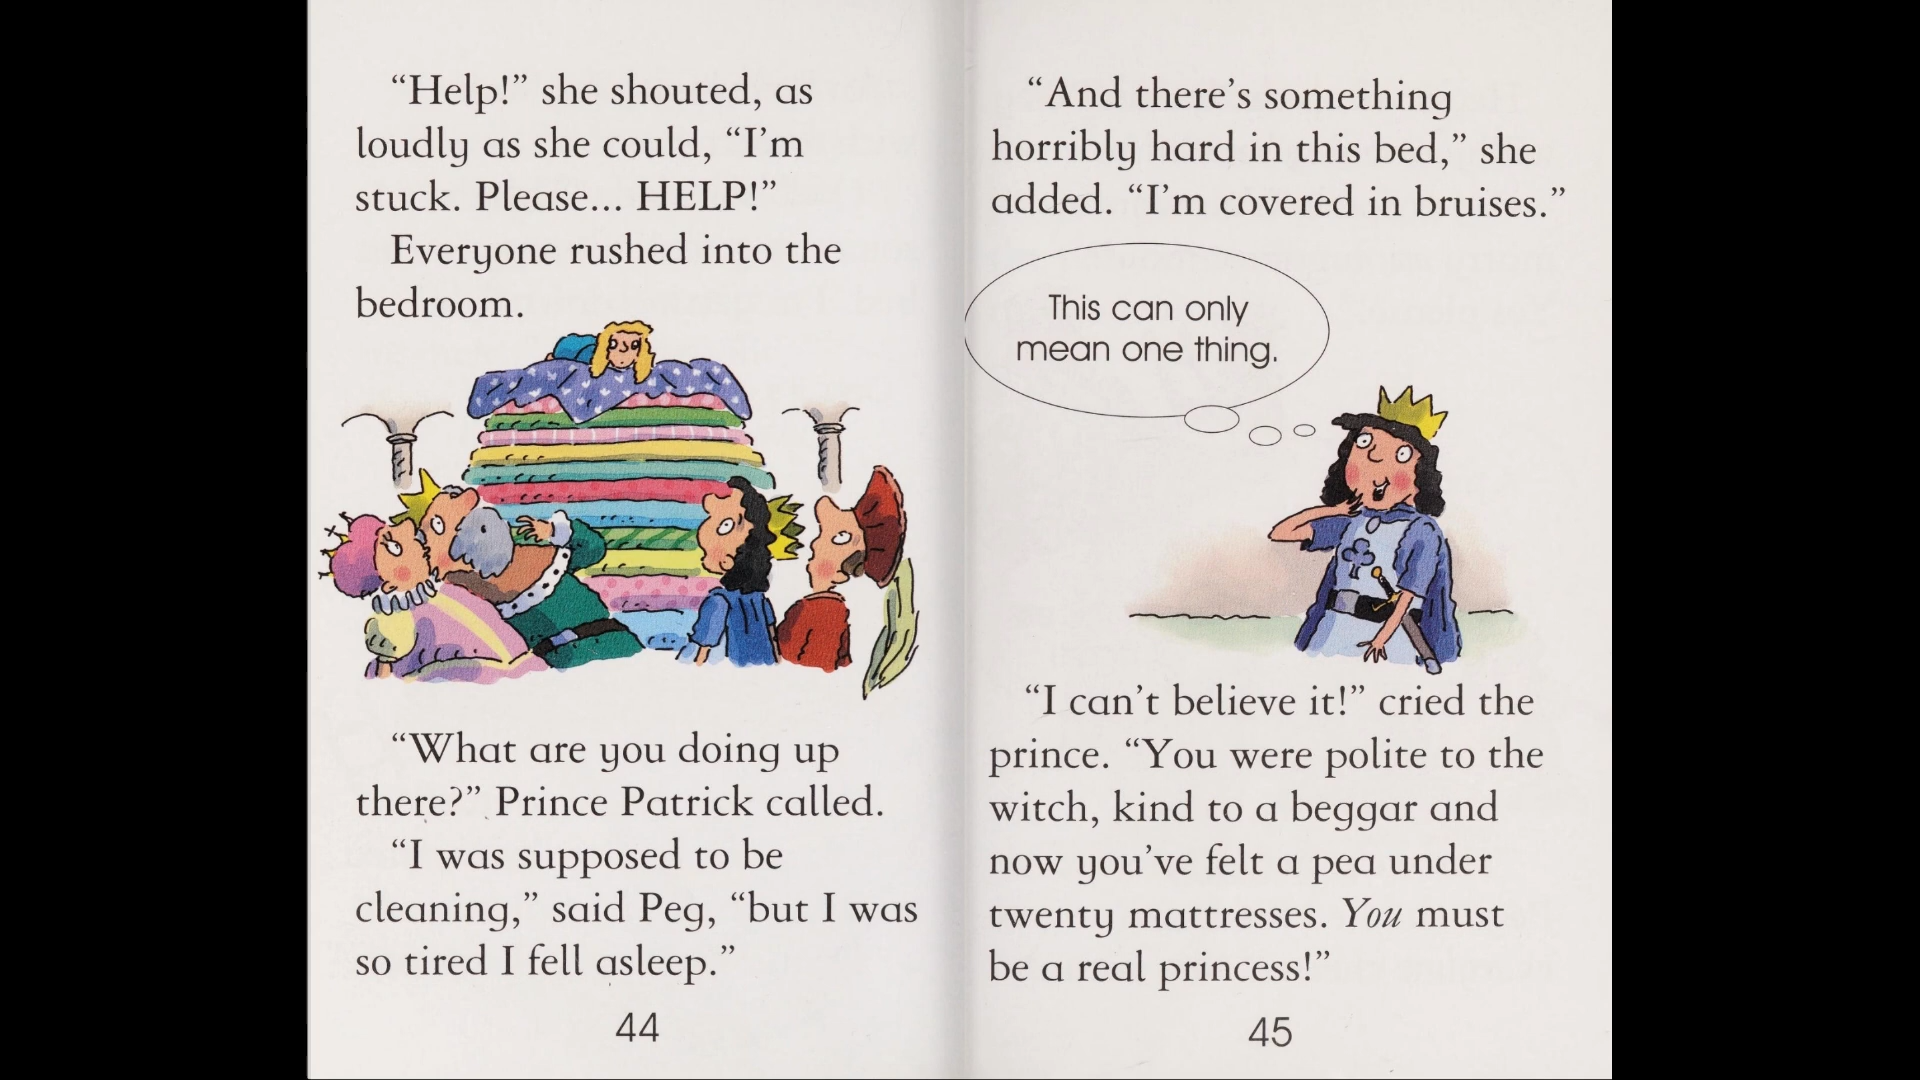 “Help!” she shouted, as
loudly as she could, “I’m
stuck. Please... HELP!”
Everyone rushed into the
bedroom.
“What are you doing up
there?” Prince Patrick called.
“I was supposed to be
cleaning,” said Peg, “but I was
so tired I fell asleep.”
44
“And there’s something
horribly hard in this bed,” she
added. “I’m covered in bruises.”
This can only
mean one thing.
“I can’t believe it!” cried the
prince. “You were polite to the
witch, kind to a beggar and
now you’ve felt a pea under
twenty mattresses. You must
be a real princess!”
45